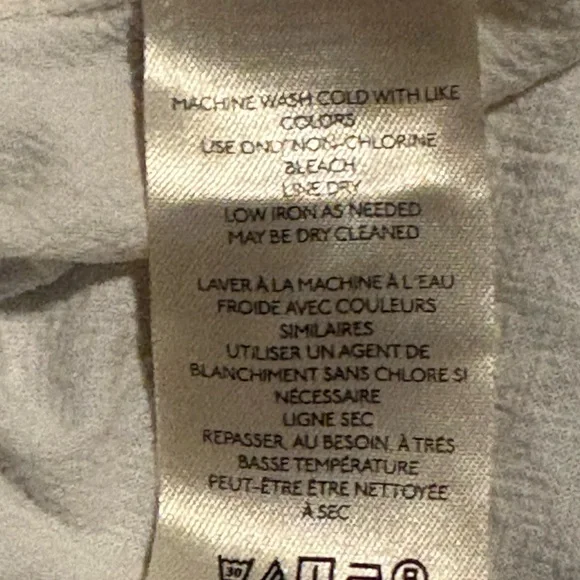 MACHINE WASH COLD WITH LIKE
COLORS
USE ONLY NON-CHLORINE
BLEACH
LINE DRY
LOW IRON AS NEEDED
MAY BE DRY CLEANED
LAVER À LA MACHINE À L'EAU
FROIDE AVEC COULEURS
SIMILAIRES
UTILISER UN AGENT DE
BLANCHIMENT SANS CHLORE SI
NÉCESSAIRE
LIGNE SEC
REPASSER, AU BESOIN, À TRÈS
BASSE TEMPÉRATURE
PEUT-ÊTRE ÊTRE NETTOYÉE
À SEC
30